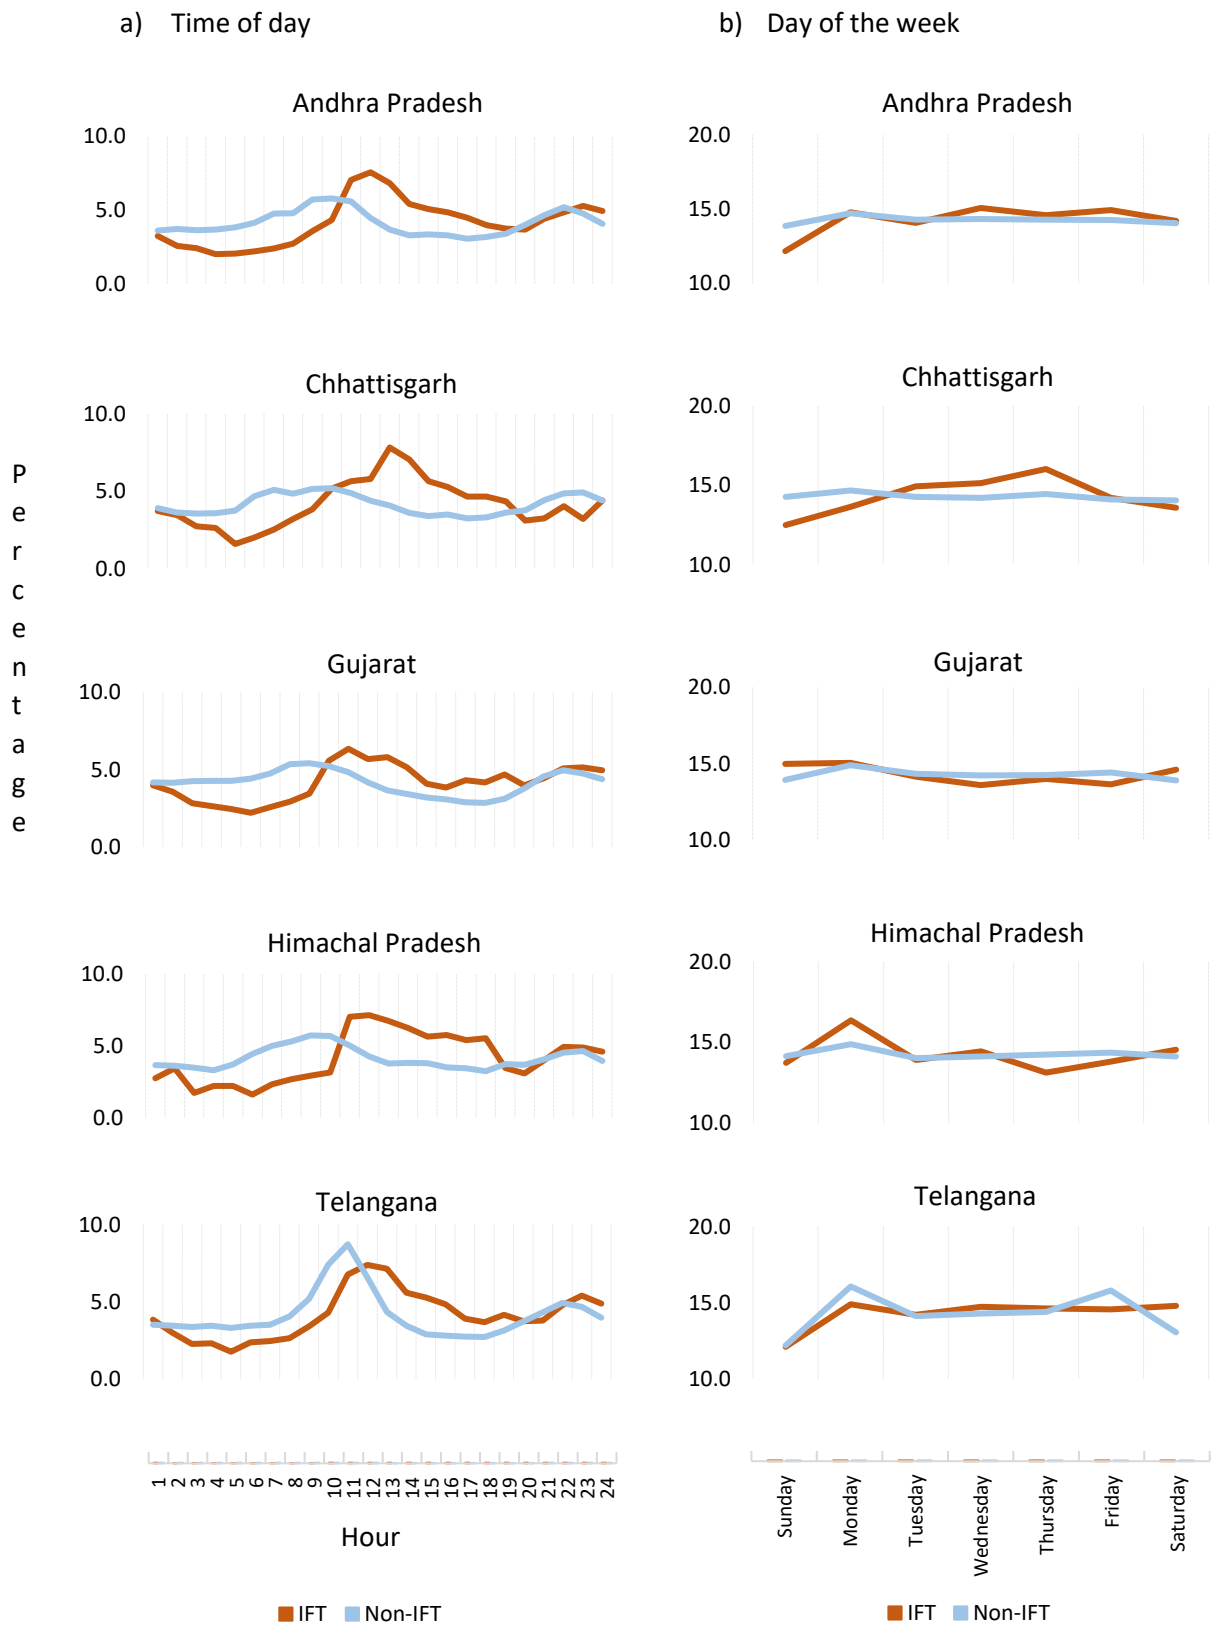 a) Time of day
b) Day of the week
Percentage
Andhra Pradesh
10.0
5.0
0.0
Chhattisgarh
10.0
5.0
0.0
Gujarat
10.0
5.0
0.0
Himachal Pradesh
10.0
5.0
0.0
Telangana
10.0
5.0
0.0
1 2 3 4 5 6 7 8 9 10 11 12 13 14 15 16 17 18 19 20 21 22 23 24
Hour
IFT Non-IFT
Andhra Pradesh
20.0
15.0
10.0
Chhattisgarh
20.0
15.0
10.0
Gujarat
20.0
15.0
10.0
Himachal Pradesh
20.0
15.0
10.0
Telangana
20.0
15.0
10.0
Sunday Monday Tuesday Wednesday Thursday Friday Saturday
IFT Non-IFT